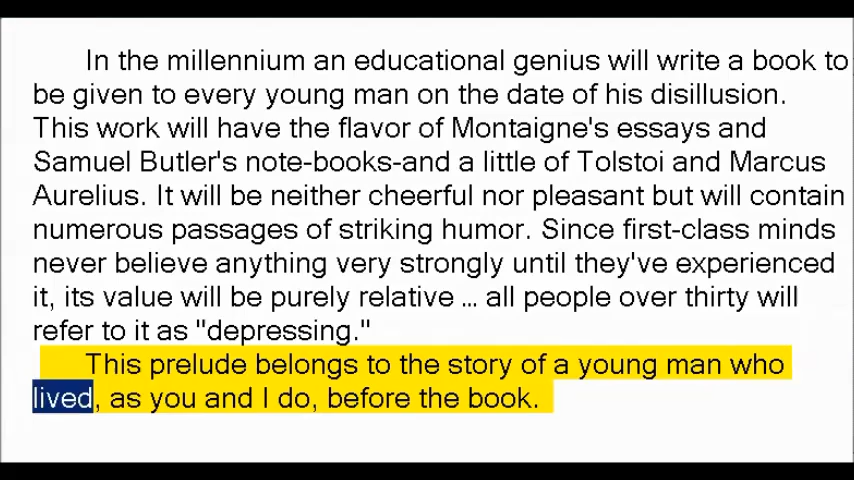 In the millennium an educational genius will write a book to
be given to every young man on the date of his disillusion.
This work will have the flavor of Montaigne's essays and
Samuel Butler's note-books-and a little of Tolstoi and Marcus
Aurelius. It will be neither cheerful nor pleasant but will contain
numerous passages of striking humor. Since first-class minds
never believe anything very strongly until they've experienced
it, its value will be purely relative ... all people over thirty will
refer to it as "depressing."
This prelude belongs to the story of a young man who
lived, as you and I do, before the book.